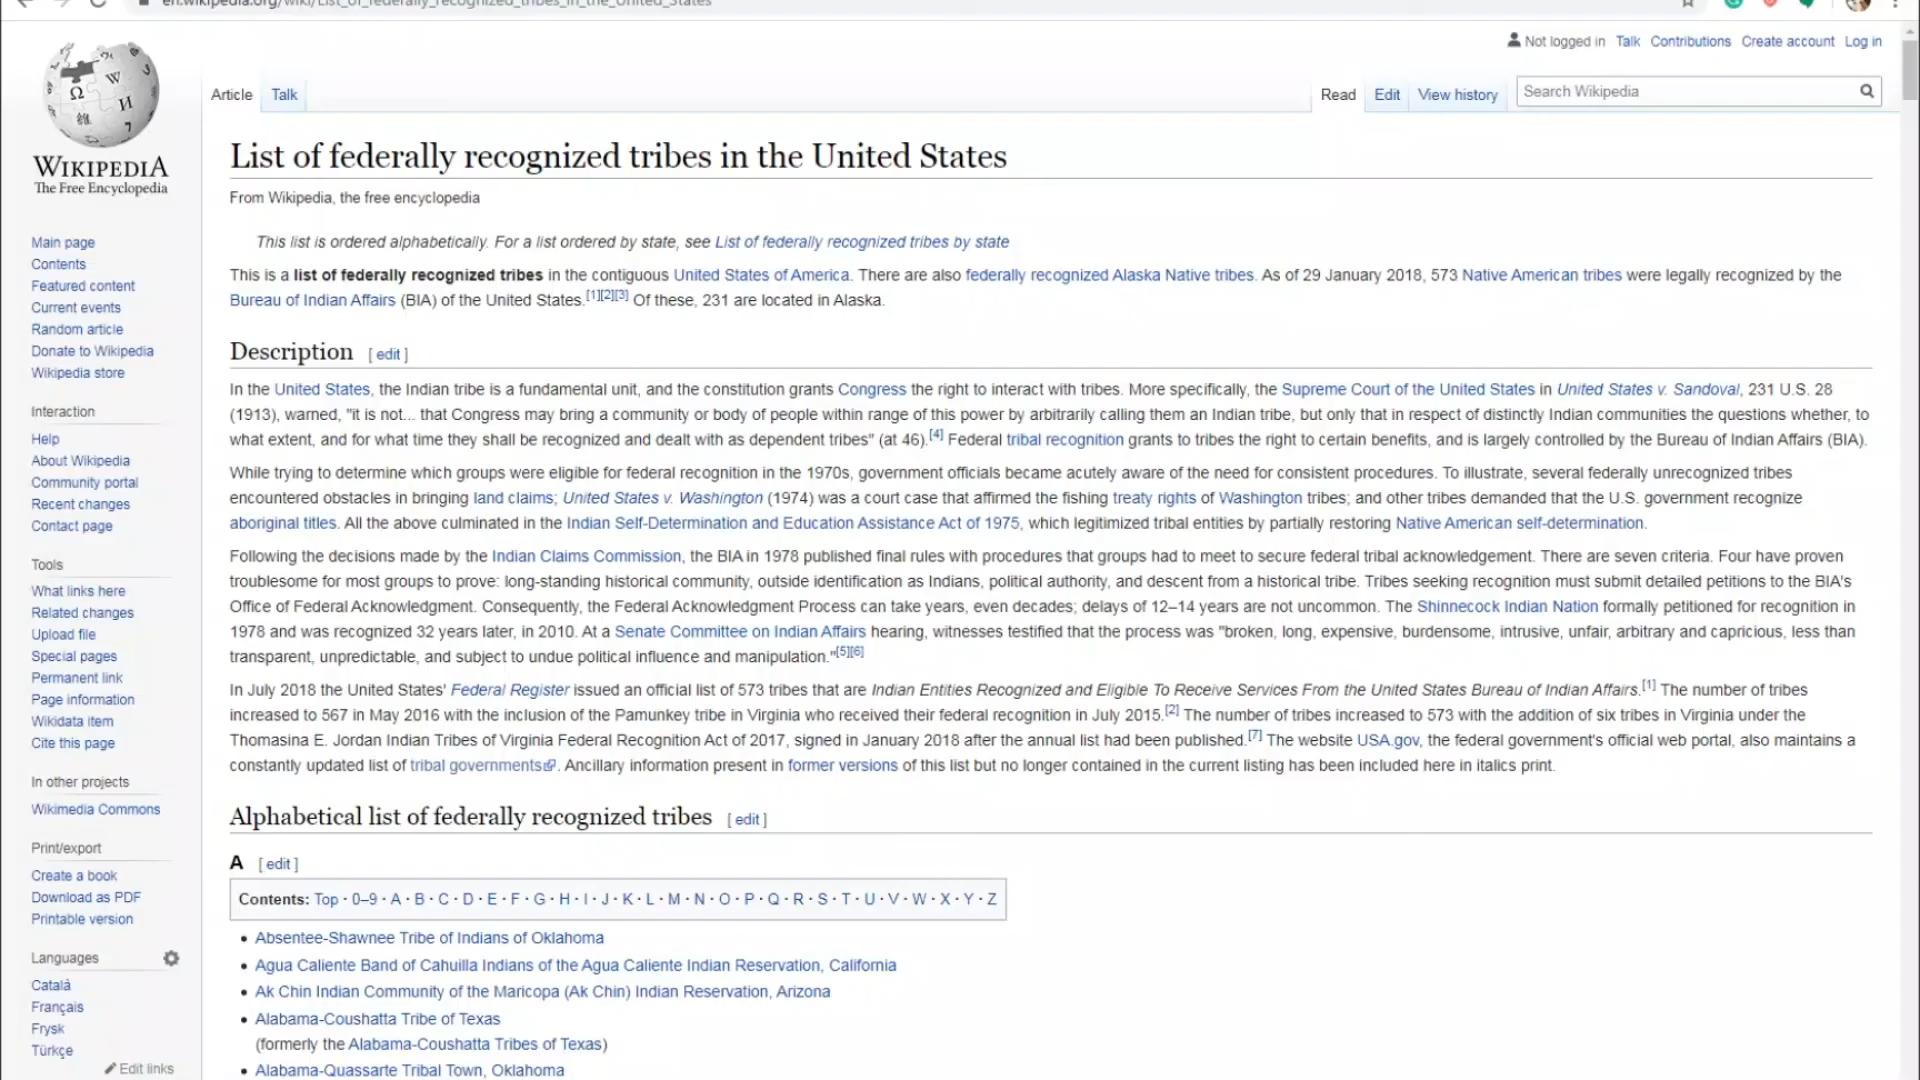 en.wikipedia.org/wiki/List_of_federally_recognized_tribes_in_the_United_States
Not logged in Talk Contributions Create account Log in
Article Talk Read Edit View history Search Wikipedia
WIKIPEDIA
The Free Encyclopedia
Main page
Contents
Featured content
Current events
Random article
Donate to Wikipedia
Wikipedia store
Interaction
Help
About Wikipedia
Community portal
Recent changes
Contact page
Tools
What links here
Related changes
Upload file
Special pages
Permanent link
Page information
Wikidata item
Cite this page
In other projects
Wikimedia Commons
Print/export
Create a book
Download as PDF
Printable version
Languages
Català
Français
Frysk
Türkçe
Edit links
List of federally recognized tribes in the United States
From Wikipedia, the free encyclopedia
This list is ordered alphabetically. For a list ordered by state, see List of federally recognized tribes by state
This is a list of federally recognized tribes in the contiguous United States of America. There are also federally recognized Alaska Native tribes. As of 29 January 2018, 573 Native American tribes were legally recognized by the
Bureau of Indian Affairs (BIA) of the United States.[1][2][3] Of these, 231 are located in Alaska.
Description [ edit ]
In the United States, the Indian tribe is a fundamental unit, and the constitution grants Congress the right to interact with tribes. More specifically, the Supreme Court of the United States in United States v. Sandoval, 231 U.S. 28
(1913), warned, "it is not... that Congress may bring a community or body of people within range of this power by arbitrarily calling them an Indian tribe, but only that in respect of distinctly Indian communities the questions whether, to
what extent, and for what time they shall be recognized and dealt with as dependent tribes" (at 46).[4] Federal tribal recognition grants to tribes the right to certain benefits, and is largely controlled by the Bureau of Indian Affairs (BIA).
While trying to determine which groups were eligible for federal recognition in the 1970s, government officials became acutely aware of the need for consistent procedures. To illustrate, several federally unrecognized tribes
encountered obstacles in bringing land claims; United States v. Washington (1974) was a court case that affirmed the fishing treaty rights of Washington tribes; and other tribes demanded that the U.S. government recognize
aboriginal titles. All the above culminated in the Indian Self-Determination and Education Assistance Act of 1975, which legitimized tribal entities by partially restoring Native American self-determination.
Following the decisions made by the Indian Claims Commission, the BIA in 1978 published final rules with procedures that groups had to meet to secure federal tribal acknowledgement. There are seven criteria. Four have proven
troublesome for most groups to prove: long-standing historical community, outside identification as Indians, political authority, and descent from a historical tribe. Tribes seeking recognition must submit detailed petitions to the BIA's
Office of Federal Acknowledgment. Consequently, the Federal Acknowledgment Process can take years, even decades; delays of 12–14 years are not uncommon. The Shinnecock Indian Nation formally petitioned for recognition in
1978 and was recognized 32 years later, in 2010. At a Senate Committee on Indian Affairs hearing, witnesses testified that the process was "broken, long, expensive, burdensome, intrusive, unfair, arbitrary and capricious, less than
transparent, unpredictable, and subject to undue political influence and manipulation."[5][6]
In July 2018 the United States' Federal Register issued an official list of 573 tribes that are Indian Entities Recognized and Eligible To Receive Services From the United States Bureau of Indian Affairs.[1] The number of tribes
increased to 567 in May 2016 with the inclusion of the Pamunkey tribe in Virginia who received their federal recognition in July 2015.[2] The number of tribes increased to 573 with the addition of six tribes in Virginia under the
Thomasina E. Jordan Indian Tribes of Virginia Federal Recognition Act of 2017, signed in January 2018 after the annual list had been published.[7] The website USA.gov, the federal government's official web portal, also maintains a
constantly updated list of tribal governments. Ancillary information present in former versions of this list but no longer contained in the current listing has been included here in italics print.
Alphabetical list of federally recognized tribes [ edit ]
A [ edit ]
Contents: Top · 0–9 · A · B · C · D · E · F · G · H · I · J · K · L · M · N · O · P · Q · R · S · T · U · V · W · X · Y · Z
• Absentee-Shawnee Tribe of Indians of Oklahoma
• Agua Caliente Band of Cahuilla Indians of the Agua Caliente Indian Reservation, California
• Ak Chin Indian Community of the Maricopa (Ak Chin) Indian Reservation, Arizona
• Alabama-Coushatta Tribe of Texas
(formerly the Alabama-Coushatta Tribes of Texas)
• Alabama-Quassarte Tribal Town, Oklahoma